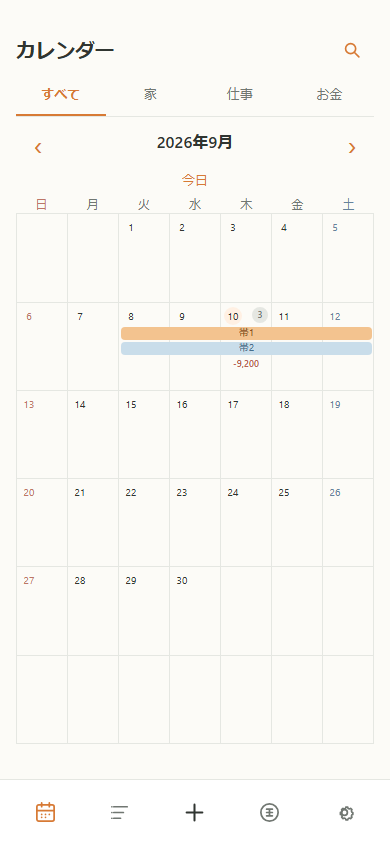 カレンダー
すべて 家 仕事 お金
‹ 2026年9月 ›
今日
日 月 火 水 木 金 土
1 2 3 4 5
6 7 8 9 10 3 11 12
帯1
帯2
-9,200
13 14 15 16 17 18 19
20 21 22 23 24 25 26
27 28 29 30